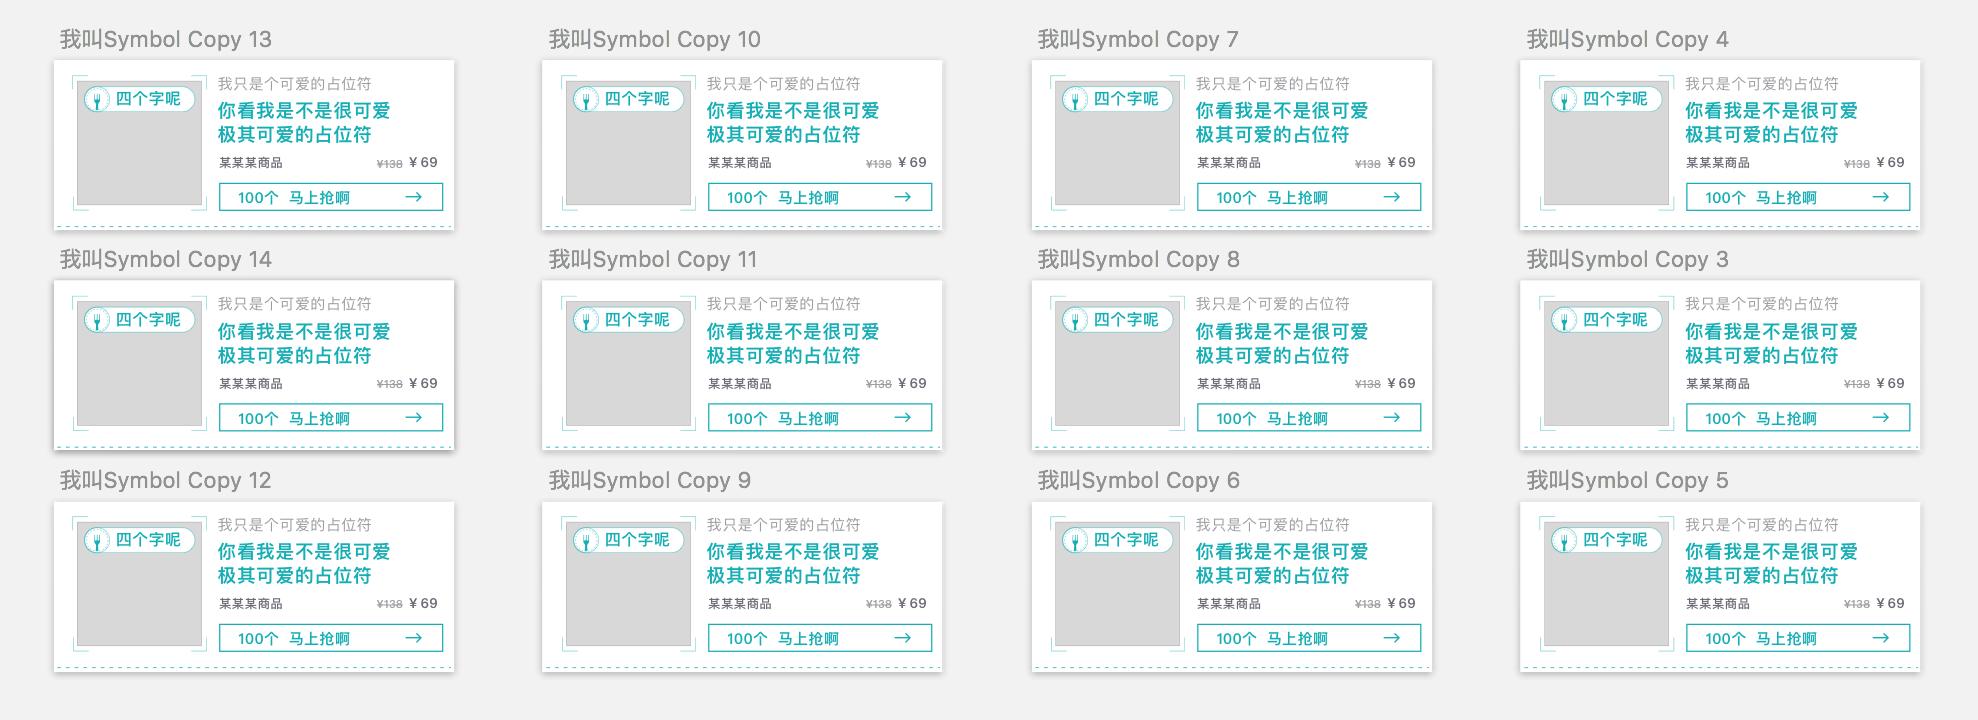 我叫Symbol Copy 13
四个字呢
我只是个可爱的占位符
你看我是不是很可爱
极其可爱的占位符
某某某商品 ¥138 ¥69
100个 马上抢啊 →
我叫Symbol Copy 10
四个字呢
我只是个可爱的占位符
你看我是不是很可爱
极其可爱的占位符
某某某商品 ¥138 ¥69
100个 马上抢啊 →
我叫Symbol Copy 7
四个字呢
我只是个可爱的占位符
你看我是不是很可爱
极其可爱的占位符
某某某商品 ¥138 ¥69
100个 马上抢啊 →
我叫Symbol Copy 4
四个字呢
我只是个可爱的占位符
你看我是不是很可爱
极其可爱的占位符
某某某商品 ¥138 ¥69
100个 马上抢啊 →
我叫Symbol Copy 14
四个字呢
我只是个可爱的占位符
你看我是不是很可爱
极其可爱的占位符
某某某商品 ¥138 ¥69
100个 马上抢啊 →
我叫Symbol Copy 11
四个字呢
我只是个可爱的占位符
你看我是不是很可爱
极其可爱的占位符
某某某商品 ¥138 ¥69
100个 马上抢啊 →
我叫Symbol Copy 8
四个字呢
我只是个可爱的占位符
你看我是不是很可爱
极其可爱的占位符
某某某商品 ¥138 ¥69
100个 马上抢啊 →
我叫Symbol Copy 3
四个字呢
我只是个可爱的占位符
你看我是不是很可爱
极其可爱的占位符
某某某商品 ¥138 ¥69
100个 马上抢啊 →
我叫Symbol Copy 12
四个字呢
我只是个可爱的占位符
你看我是不是很可爱
极其可爱的占位符
某某某商品 ¥138 ¥69
100个 马上抢啊 →
我叫Symbol Copy 9
四个字呢
我只是个可爱的占位符
你看我是不是很可爱
极其可爱的占位符
某某某商品 ¥138 ¥69
100个 马上抢啊 →
我叫Symbol Copy 6
四个字呢
我只是个可爱的占位符
你看我是不是很可爱
极其可爱的占位符
某某某商品 ¥138 ¥69
100个 马上抢啊 →
我叫Symbol Copy 5
四个字呢
我只是个可爱的占位符
你看我是不是很可爱
极其可爱的占位符
某某某商品 ¥138 ¥69
100个 马上抢啊 →